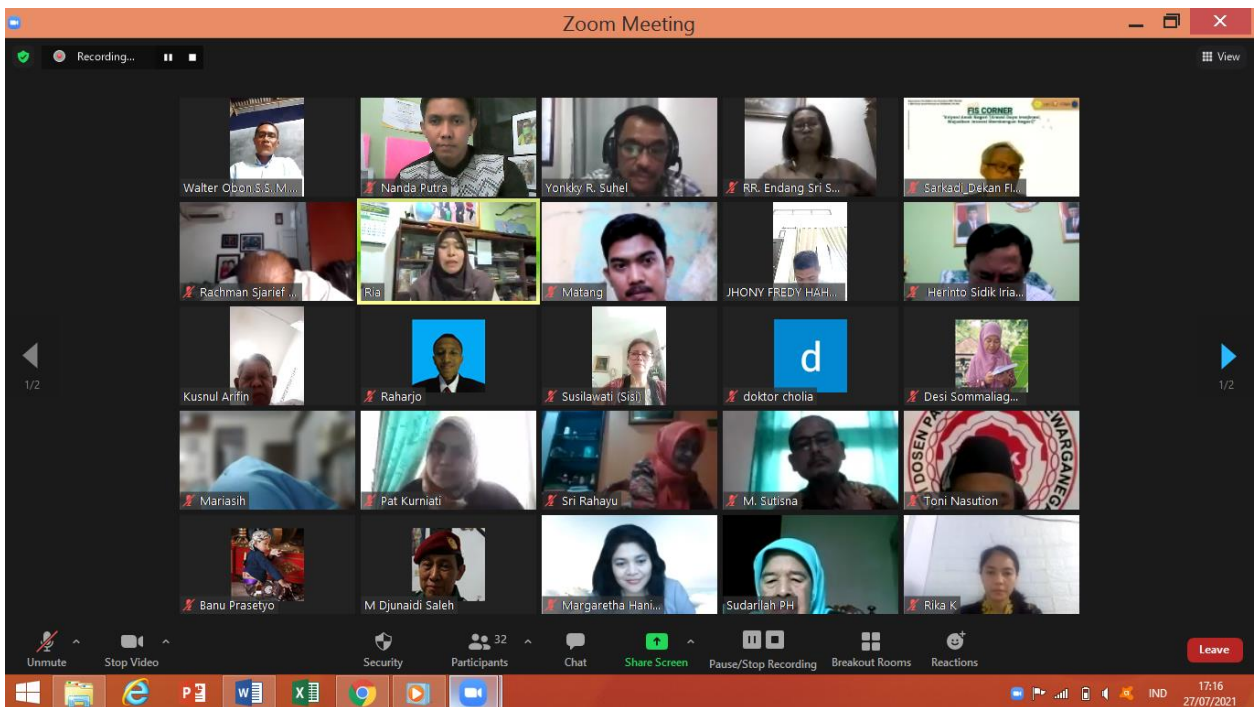 Zoom Meeting
Recording...
View
FIS CORNER
Walter Obon S.S. M...
Nanda Putra
Yonkky R. Suhel
RR. Endang Sri S...
Sarkadi_Dekan FI...
Rachman Sjarief ...
Ria
Matang
JHONY FREDY HAH...
Herinto Sidik Iria...
1/2
1/2
Kusnul Arifin
Raharjo
Susilawati (Sisi)
d
doktor cholia
Desi Sommaliag...
DOSEN PA
EWARGANEG
Mariasih
Pat Kurniati
Sri Rahayu
M. Sutisna
Toni Nasution
Banu Prasetyo
M Djunaidi Saleh
Margaretha Hani...
Sudarilah PH
Rika K
Unmute
Stop Video
Security
32
Participants
Chat
Share Screen
Pause/Stop Recording
Breakout Rooms
Reactions
Leave
IND
17:16
27/07/2021